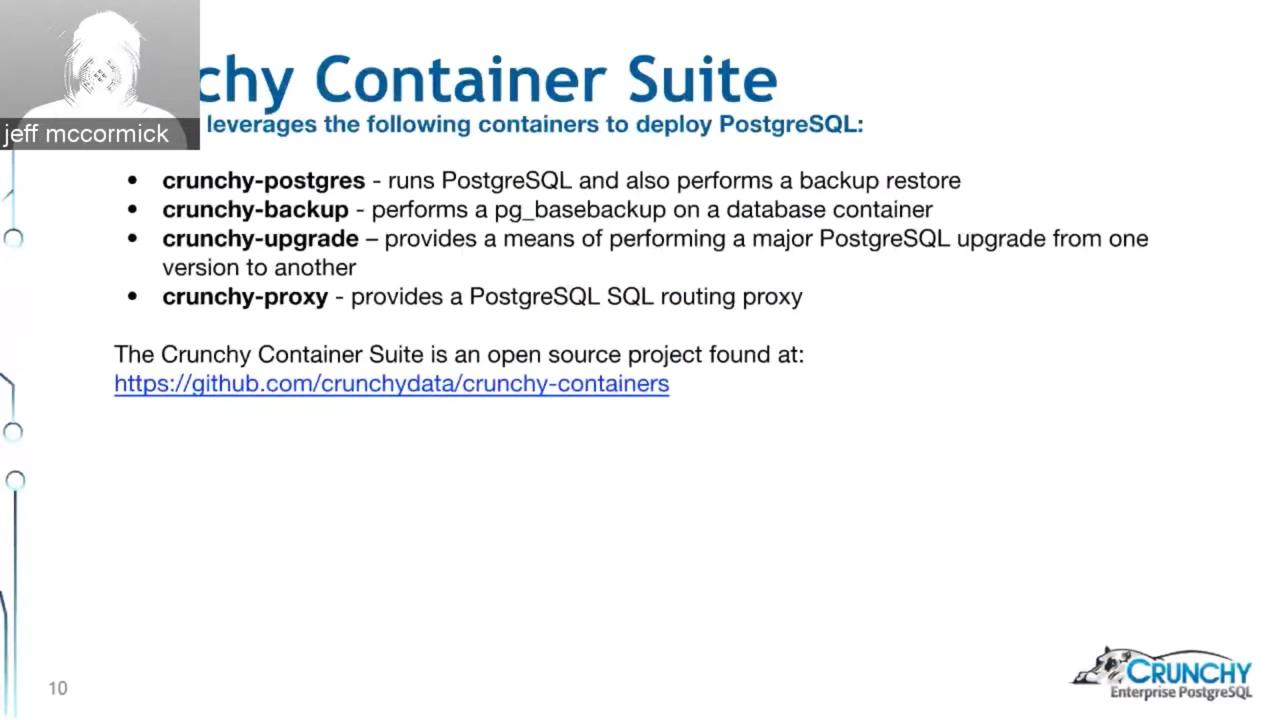 chy Container Suite
jeff mccormick
leverages the following containers to deploy PostgreSQL:
• crunchy-postgres - runs PostgreSQL and also performs a backup restore
• crunchy-backup - performs a pg_basebackup on a database container
• crunchy-upgrade – provides a means of performing a major PostgreSQL upgrade from one
version to another
• crunchy-proxy - provides a PostgreSQL SQL routing proxy
The Crunchy Container Suite is an open source project found at:
https://github.com/crunchydata/crunchy-containers
10
CRUNCHY
Enterprise PostgreSQL